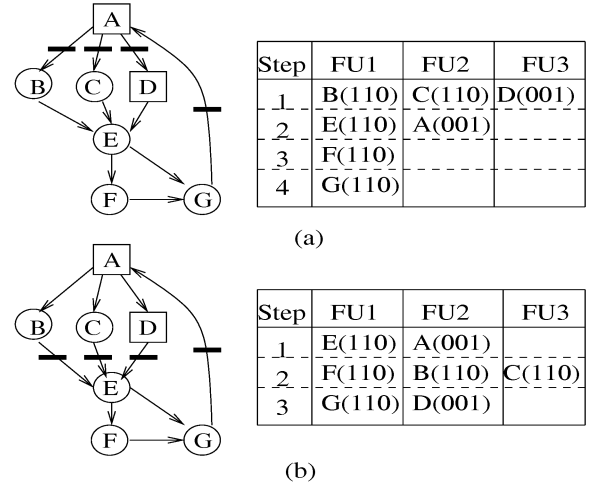 A
B C D
E
F G
Step FU1 FU2 FU3
1 B(110) C(110) D(001)
2 E(110) A(001)
3 F(110)
4 G(110)
(a)
A
B C D
E
F G
Step FU1 FU2 FU3
1 E(110) A(001)
2 F(110) B(110) C(110)
3 G(110) D(001)
(b)